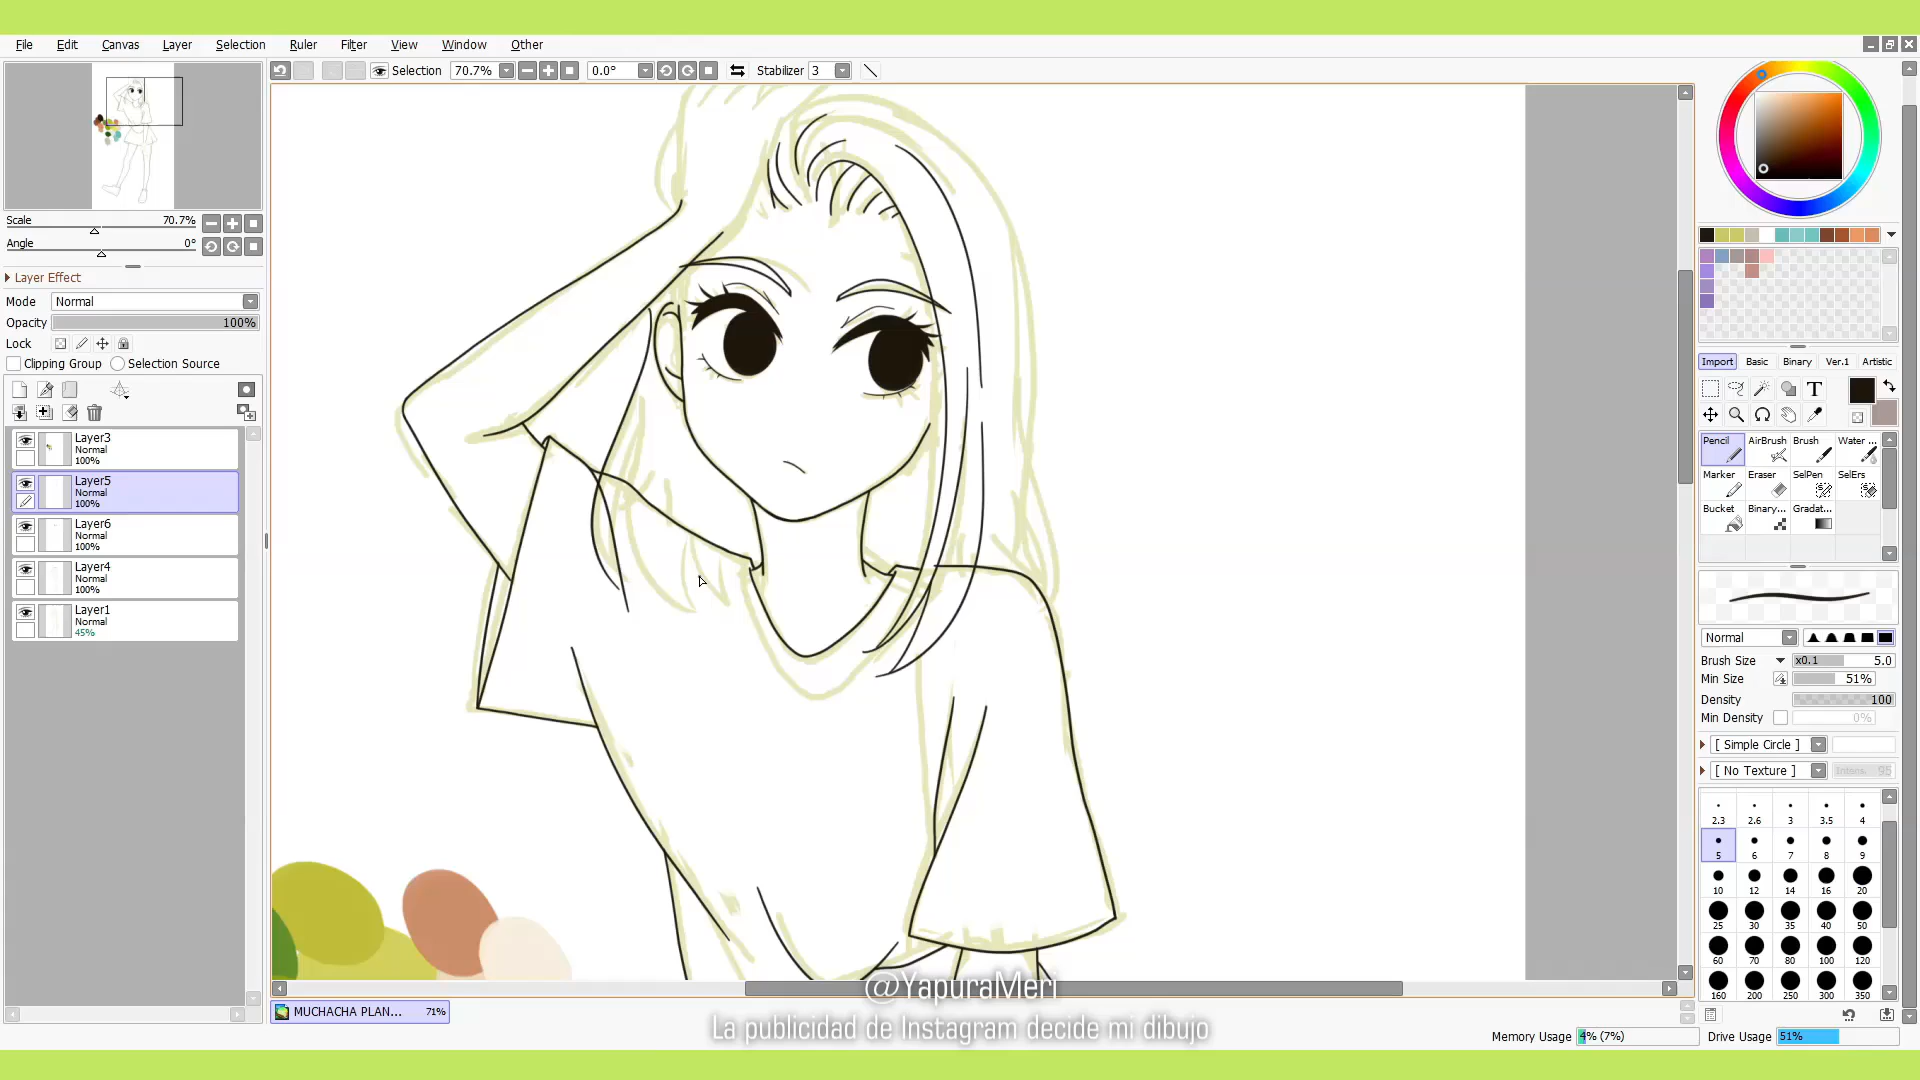 File Edit Canvas Layer Selection Ruler Filter View Window Other
Selection 70.7% 0.0° Stabilizer 3
Scale 70.7%
Angle 0°
Layer Effect
Mode Normal
Opacity 100%
Lock
Clipping Group Selection Source
Layer3
Normal
100%
Layer5
Normal
100%
Layer6
Normal
100%
Layer4
Normal
100%
Layer1
Normal
45%
Import Basic Binary Ver.1 Artistic
T
Pencil AirBrush Brush Water ...
Marker Eraser SelPen SelErs
Bucket Binary... Gradat...
Normal
Brush Size x0.1 5.0
Min Size 51%
Density 100
Min Density 0%
[ Simple Circle ]
[ No Texture ] Intens. 95
2.3 2.6 3 3.5 4
5 6 7 8 9
10 12 14 16 20
25 30 35 40 50
60 70 80 100 120
160 200 250 300 350
@YapuraMeri
MUCHACHA PLAN... 71%
La publicidad de Instagram decide mi dibujo
Memory Usage 4% (7%) Drive Usage 51%